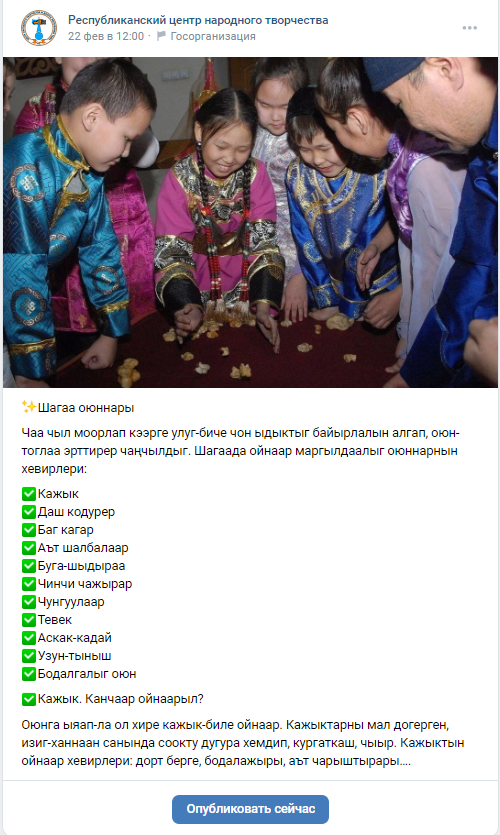 Республиканский центр народного творчества
22 фев в 12:00 · Госорганизация
✨Шагаа оюннары
Чаа чыл моорлап кээрге улуг-биче чон ыдыктыг байырлалын алгап, оюн-
тоглаа эрттирер чаңчылдыг. Шагаада ойнаар маргылдаалыг оюннарнын
хевирлери:
✅Кажык
✅Даш кодурер
✅Баг кагар
✅Аът шалбалаар
✅Буга-шыдыраа
✅Чинчи чажырар
✅Чунгуулаар
✅Тевек
✅Аскак-кадай
✅Узун-тыныш
✅Бодалгалыг оюн
✅Кажык. Канчаар ойнаарыл?
Оюнга ыяап-ла ол хире кажык-биле ойнаар. Кажыктарны мал догерген,
изиг-ханнаан санында соокту дугура хемдип, кургаткаш, чыыр. Кажыктын
ойнаар хевирлери: дорт берге, бодалажыры, аът чарыштырары....
Опубликовать сейчас